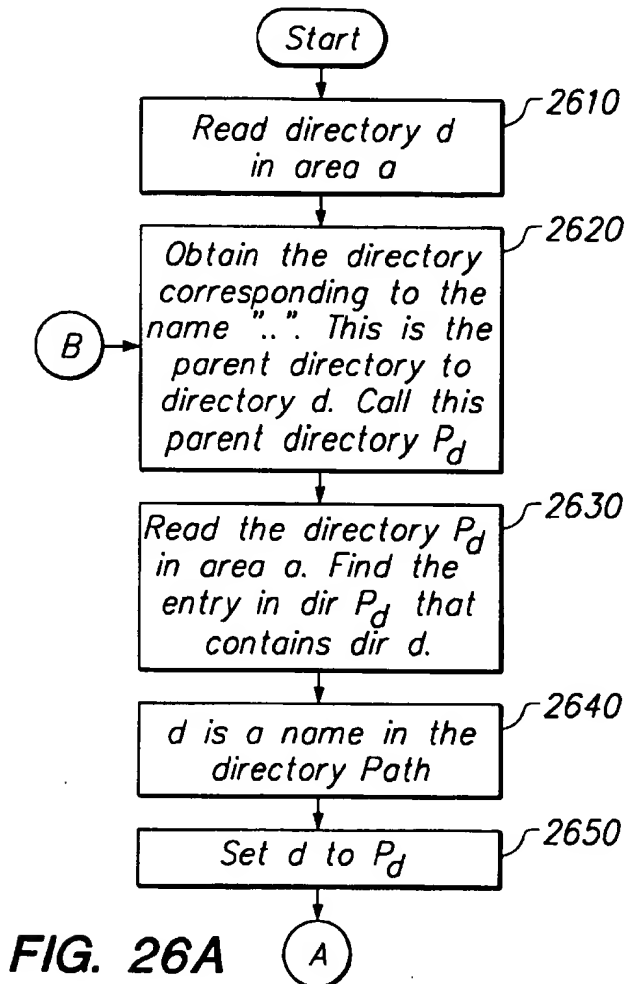 Start
2610
Read directory d
in area a
2620
Obtain the directory
corresponding to the
name "..". This is the
parent directory to
directory d. Call this
parent directory Pd
B
2630
Read the directory Pd
in area a. Find the
entry in dir Pd that
contains dir d.
2640
d is a name in the
directory Path
2650
Set d to Pd
FIG. 26A
A